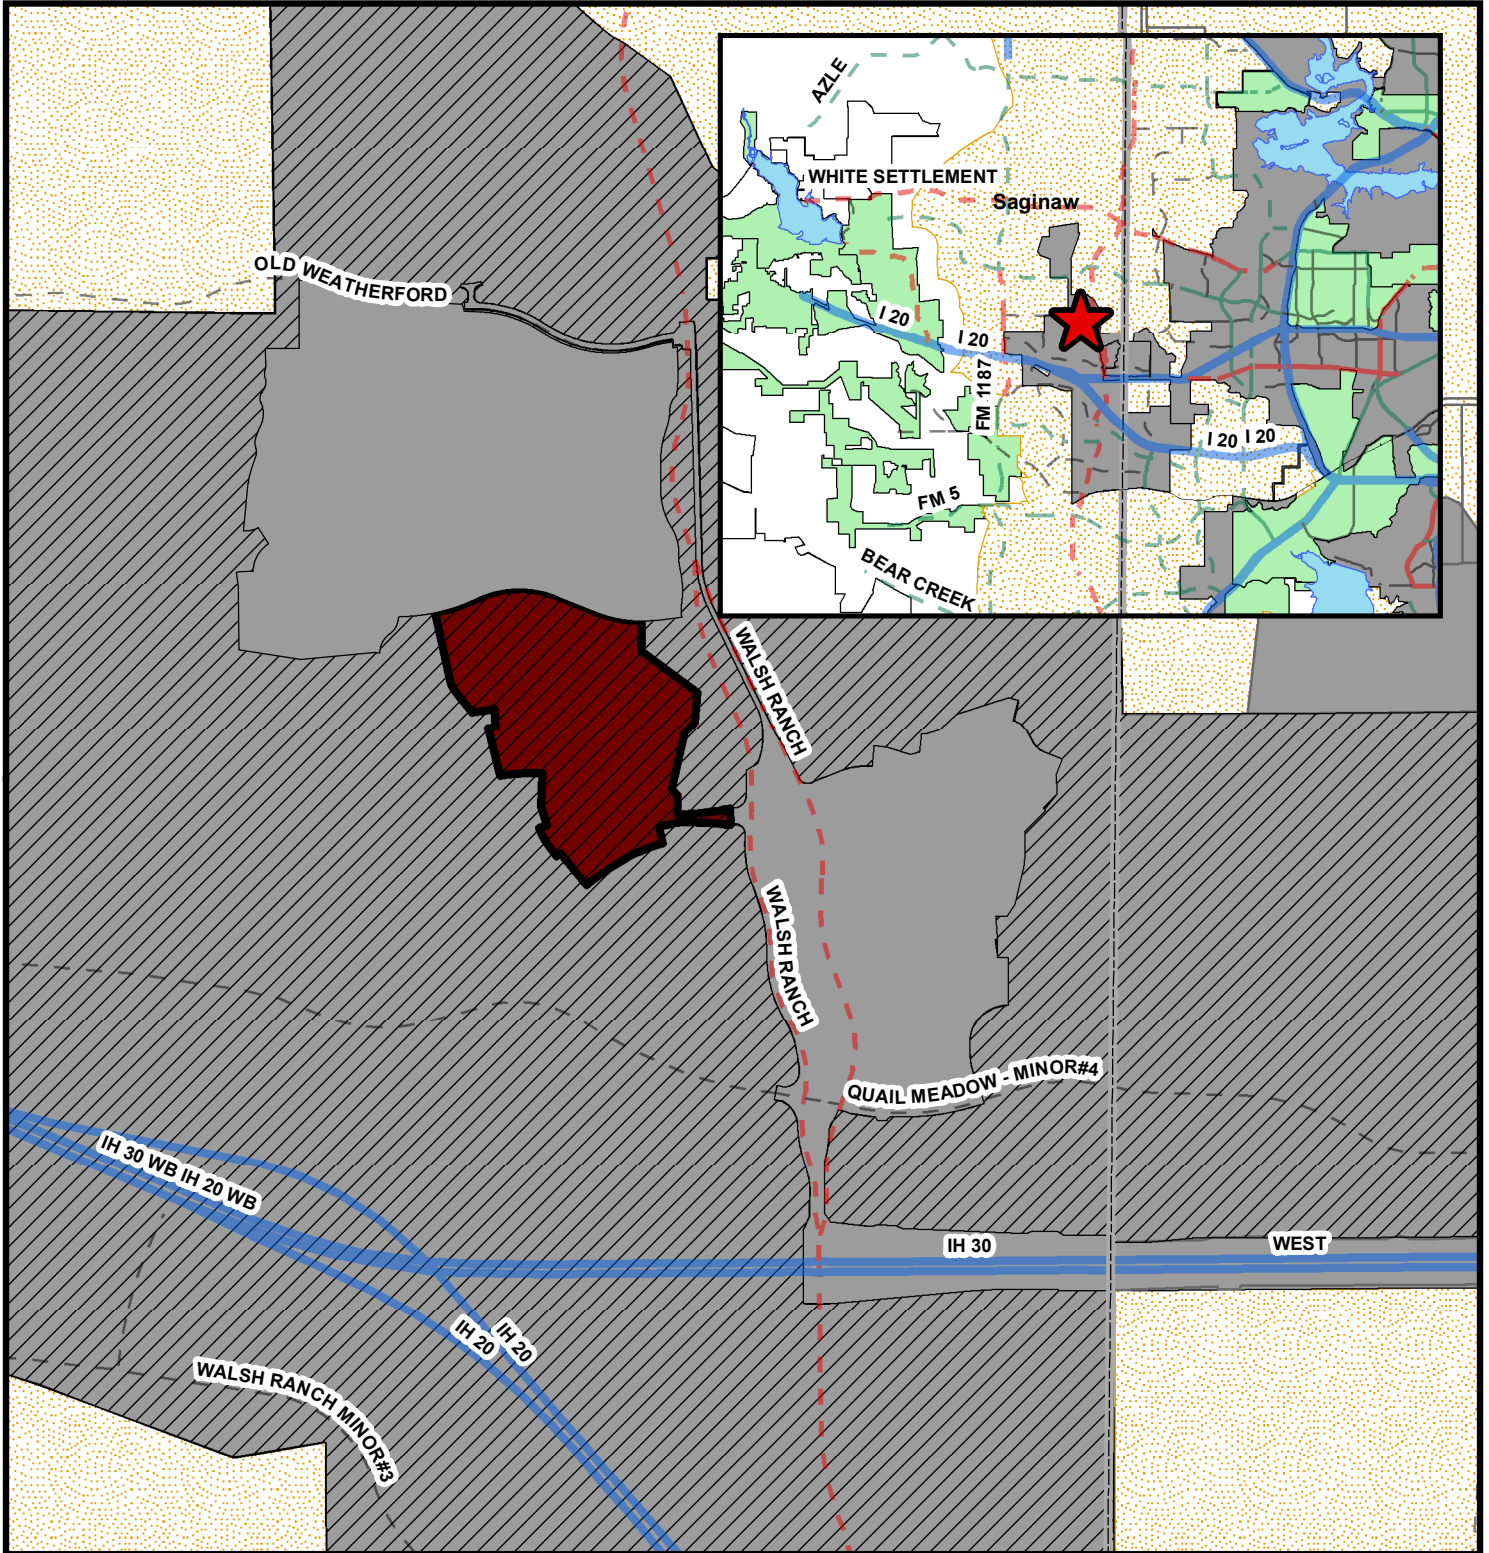 AZLE
WHITE SETTLEMENT
Saginaw
I 20
I 20
FM 1187
I 20
I 20
FM 5
BEAR CREEK
OLD WEATHERFORD
WALSH RANCH
WALSH RANCH
QUAIL MEADOW - MINOR#4
IH 30 WB IH 20 WB
IH 30
WEST
IH 20
IH 20
WALSH RANCH MINOR#3